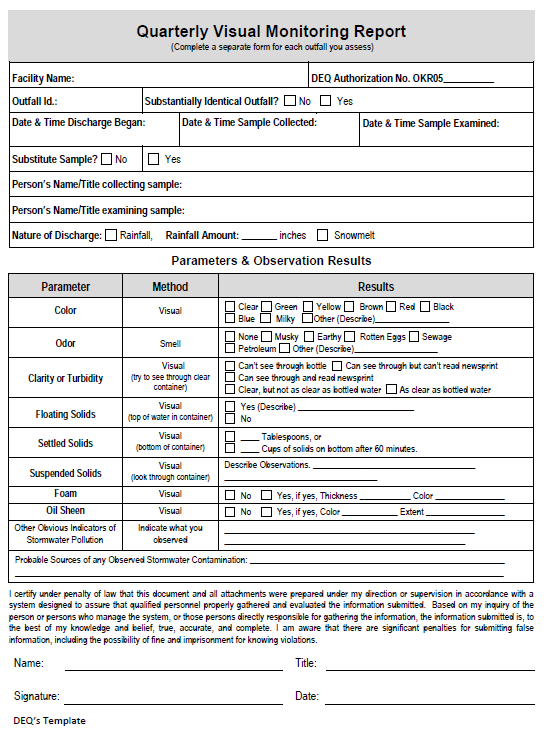 Quarterly Visual Monitoring Report
(Complete a separate form for each outfall you assess)
Facility Name: DEQ Authorization No. OKR05__________
Outfall Id.: Substantially Identical Outfall? ☐ No ☐ Yes
Date & Time Discharge Began: Date & Time Sample Collected: Date & Time Sample Examined:
Substitute Sample? ☐ No ☐ Yes
Person's Name/Title collecting sample:
Person's Name/Title examining sample:
Nature of Discharge: ☐ Rainfall, Rainfall Amount: _______ inches ☐ Snowmelt
Parameters & Observation Results
Parameter Method Results
Color Visual ☐ Clear ☐ Green ☐ Yellow ☐ Brown ☐ Red ☐ Black
☐ Blue ☐ Milky ☐ Other (Describe)________________
Odor Smell ☐ None ☐ Musky ☐ Earthy ☐ Rotten Eggs ☐ Sewage
☐ Petroleum ☐ Other (Describe)__________________
Clarity or Turbidity Visual
(try to see through clear
container)
☐ Can't see through bottle ☐ Can see through but can't read newsprint
☐ Can see through and read newsprint
☐ Clear, but not as clear as bottled water ☐ As clear as bottled water
Floating Solids Visual
(top of water in container)
☐ Yes (Describe) _________________________
☐ No
Settled Solids Visual
(bottom of container)
☐ ____ Tablespoons, or
☐ ____ Cups of solids on bottom after 60 minutes.
Suspended Solids Visual
(look through container)
Describe Observations. _____________________________
__________________________________
Foam Visual ☐ No ☐ Yes, if yes, Thickness ___________ Color _______________
Oil Sheen Visual ☐ No ☐ Yes, if yes, Color ____________ Extent _________________
Other Obvious Indicators of
Stormwater Pollution
Indicate what you
observed
Probable Sources of any Observed Stormwater Contamination: ________________________________
I certify under penalty of law that this document and all attachments were prepared under my direction or supervision in accordance with a
system designed to assure that qualified personnel properly gathered and evaluated the information submitted. Based on my inquiry of the
person or persons who manage the system, or those persons directly responsible for gathering the information, the information submitted is, to
the best of my knowledge and belief, true, accurate, and complete. I am aware that there are significant penalties for submitting false
information, including the possibility of fine and imprisonment for knowing violations.
Name: ______________________________ Title: ____________________
Signature: ______________________________ Date: ____________________
DEQ's Template